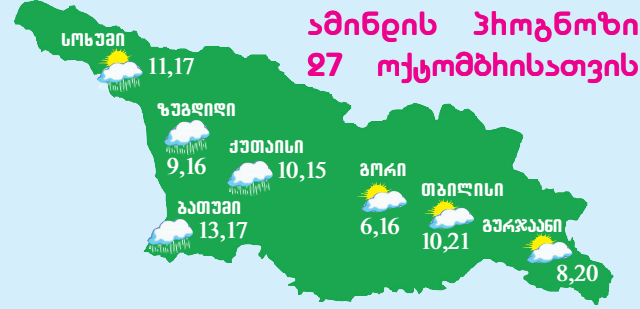 ამინდის პროგნოზი
27 ოქტომბრისათვის
სოხუმი
11,17
ზუგდიდი
9,16
ქუთაისი
10,15
ბათუმი
13,17
გორი
6,16
თბილისი
10,21
გურჯაანი
8,20